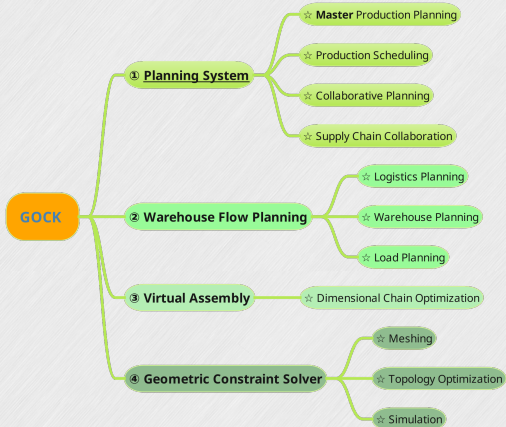 GOCK
① Planning System
☆ Master Production Planning
☆ Production Scheduling
☆ Collaborative Planning
☆ Supply Chain Collaboration
② Warehouse Flow Planning
☆ Logistics Planning
☆ Warehouse Planning
☆ Load Planning
③ Virtual Assembly
☆ Dimensional Chain Optimization
④ Geometric Constraint Solver
☆ Meshing
☆ Topology Optimization
☆ Simulation